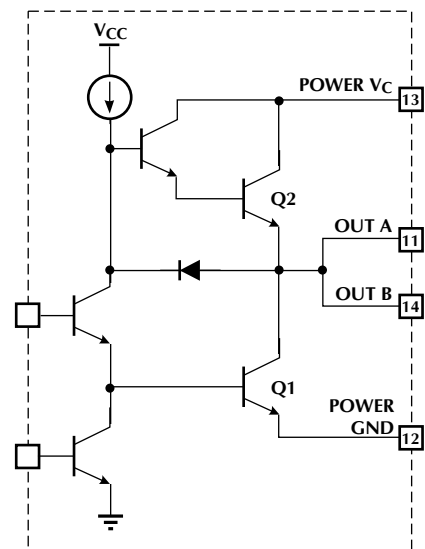 VCC
POWER VC
13
Q2
OUT A
11
OUT B
14
Q1
POWER
GND
12